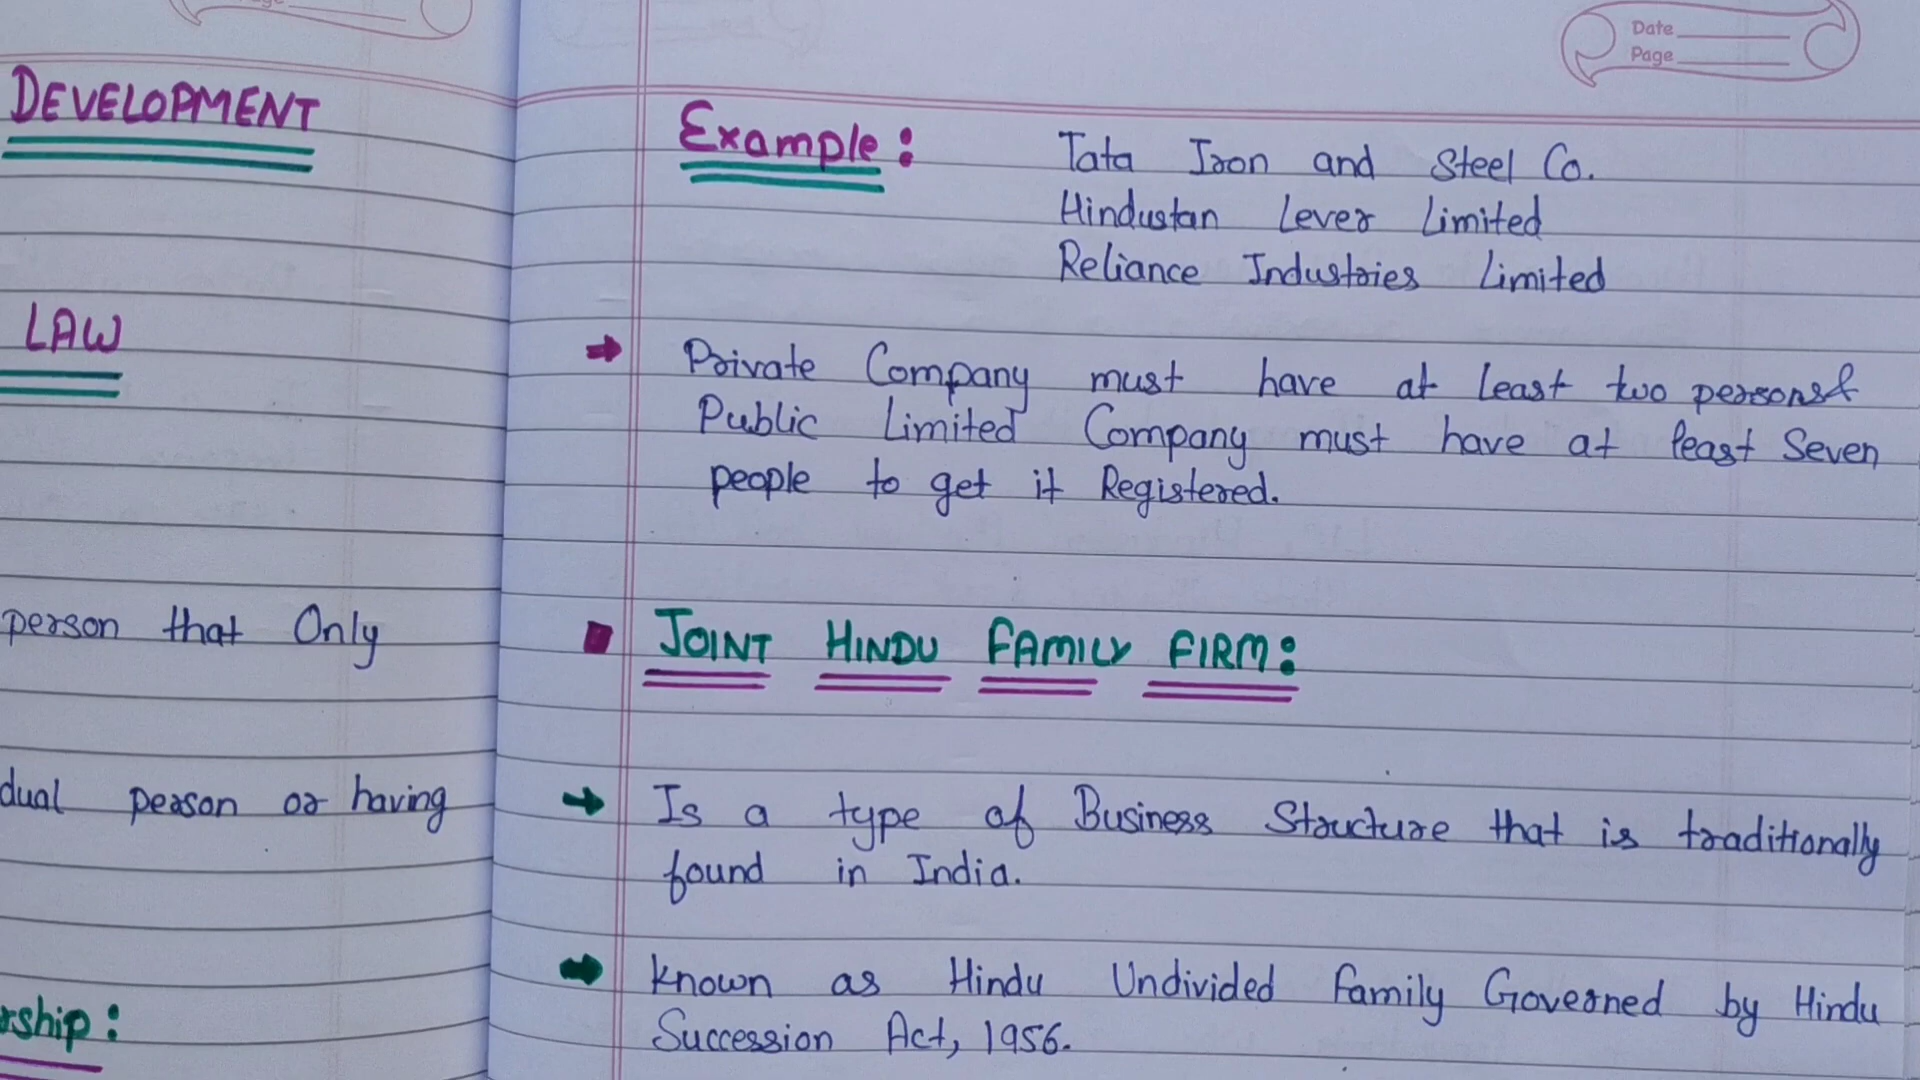 DEVELOPMENT
LAW
person that Only
dual person or having
rship:
Date
Page
Example: Tata Iron and Steel Co.
Hindustan Lever Limited
Reliance Industries Limited
→ Private Company must have at least two persons &
Public Limited Company must have at least Seven
people to get it Registered.
JOINT HINDU FAMILY FIRM:
→ Is a type of Business Structure that is traditionally
found in India.
→ Known as Hindu Undivided Family Governed by Hindu
Succession Act, 1956.